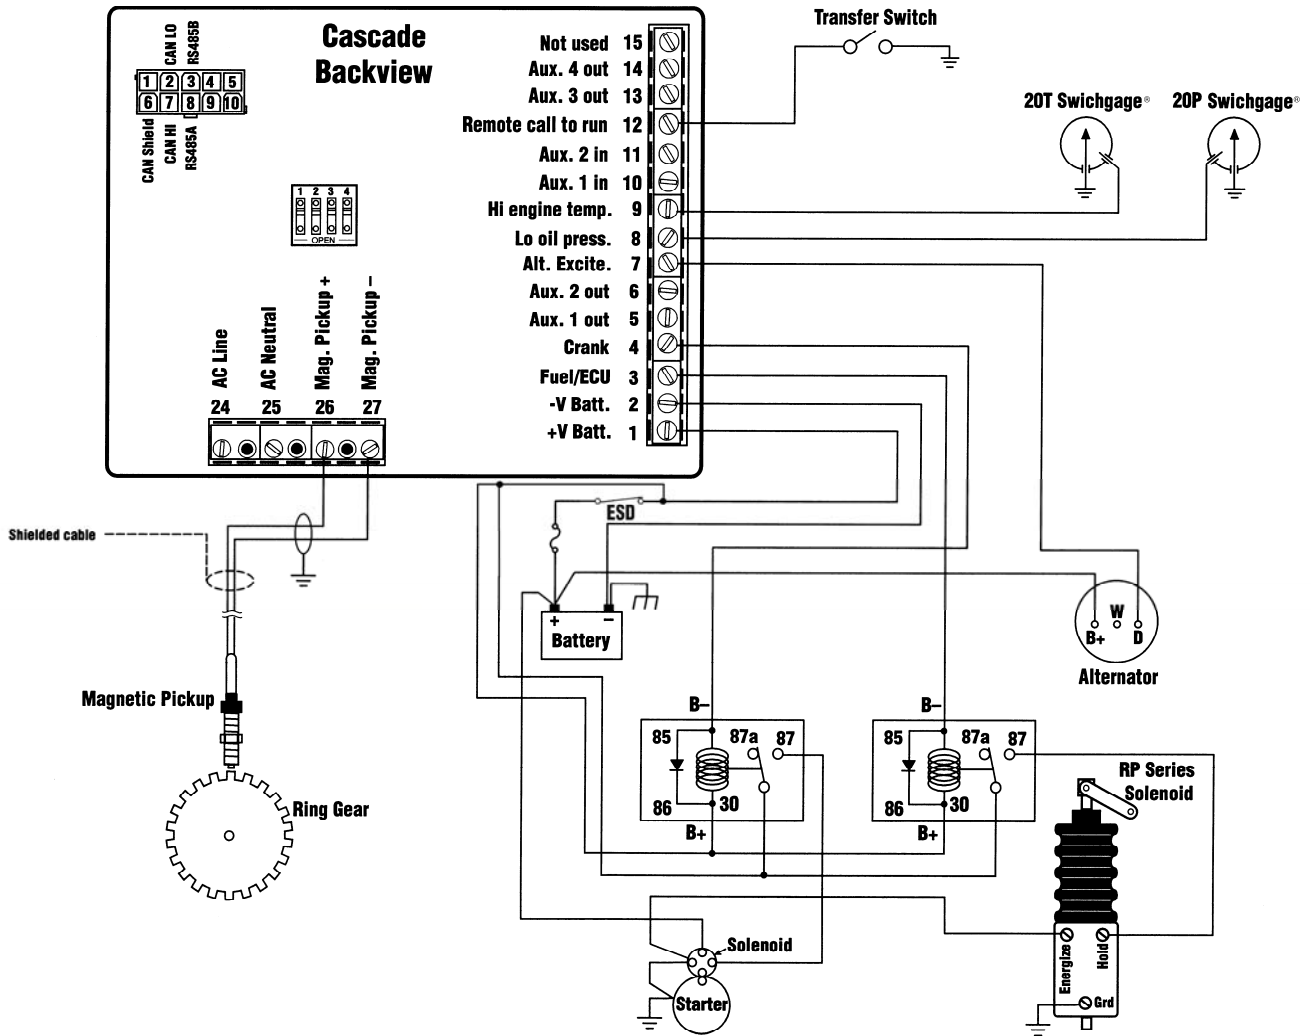 Cascade
Backview
CAN LO
RS485B
1 2 3 4 5
6 7 8 9 10
CAN Shield
CAN HI
RS485A
1 2 3 4
OPEN
Not used 15
Aux. 4 out 14
Aux. 3 out 13
Remote call to run 12
Aux. 2 in 11
Aux. 1 in 10
Hi engine temp. 9
Lo oil press. 8
Alt. Excite. 7
Aux. 2 out 6
Aux. 1 out 5
Crank 4
Fuel/ECU 3
-V Batt. 2
+V Batt. 1
AC Line
AC Neutral
Mag. Pickup +
Mag. Pickup –
24 25 26 27
Transfer Switch
20T Swichgage®
20P Swichgage®
Shielded cable
ESD
+ –
Battery
B+ W D
Alternator
Magnetic Pickup
Ring Gear
B–
85 87a 87
86 30
B+
B–
85 87a 87
86 30
B+
RP Series
Solenoid
Energize
Hold
Grd
Solenoid
Starter